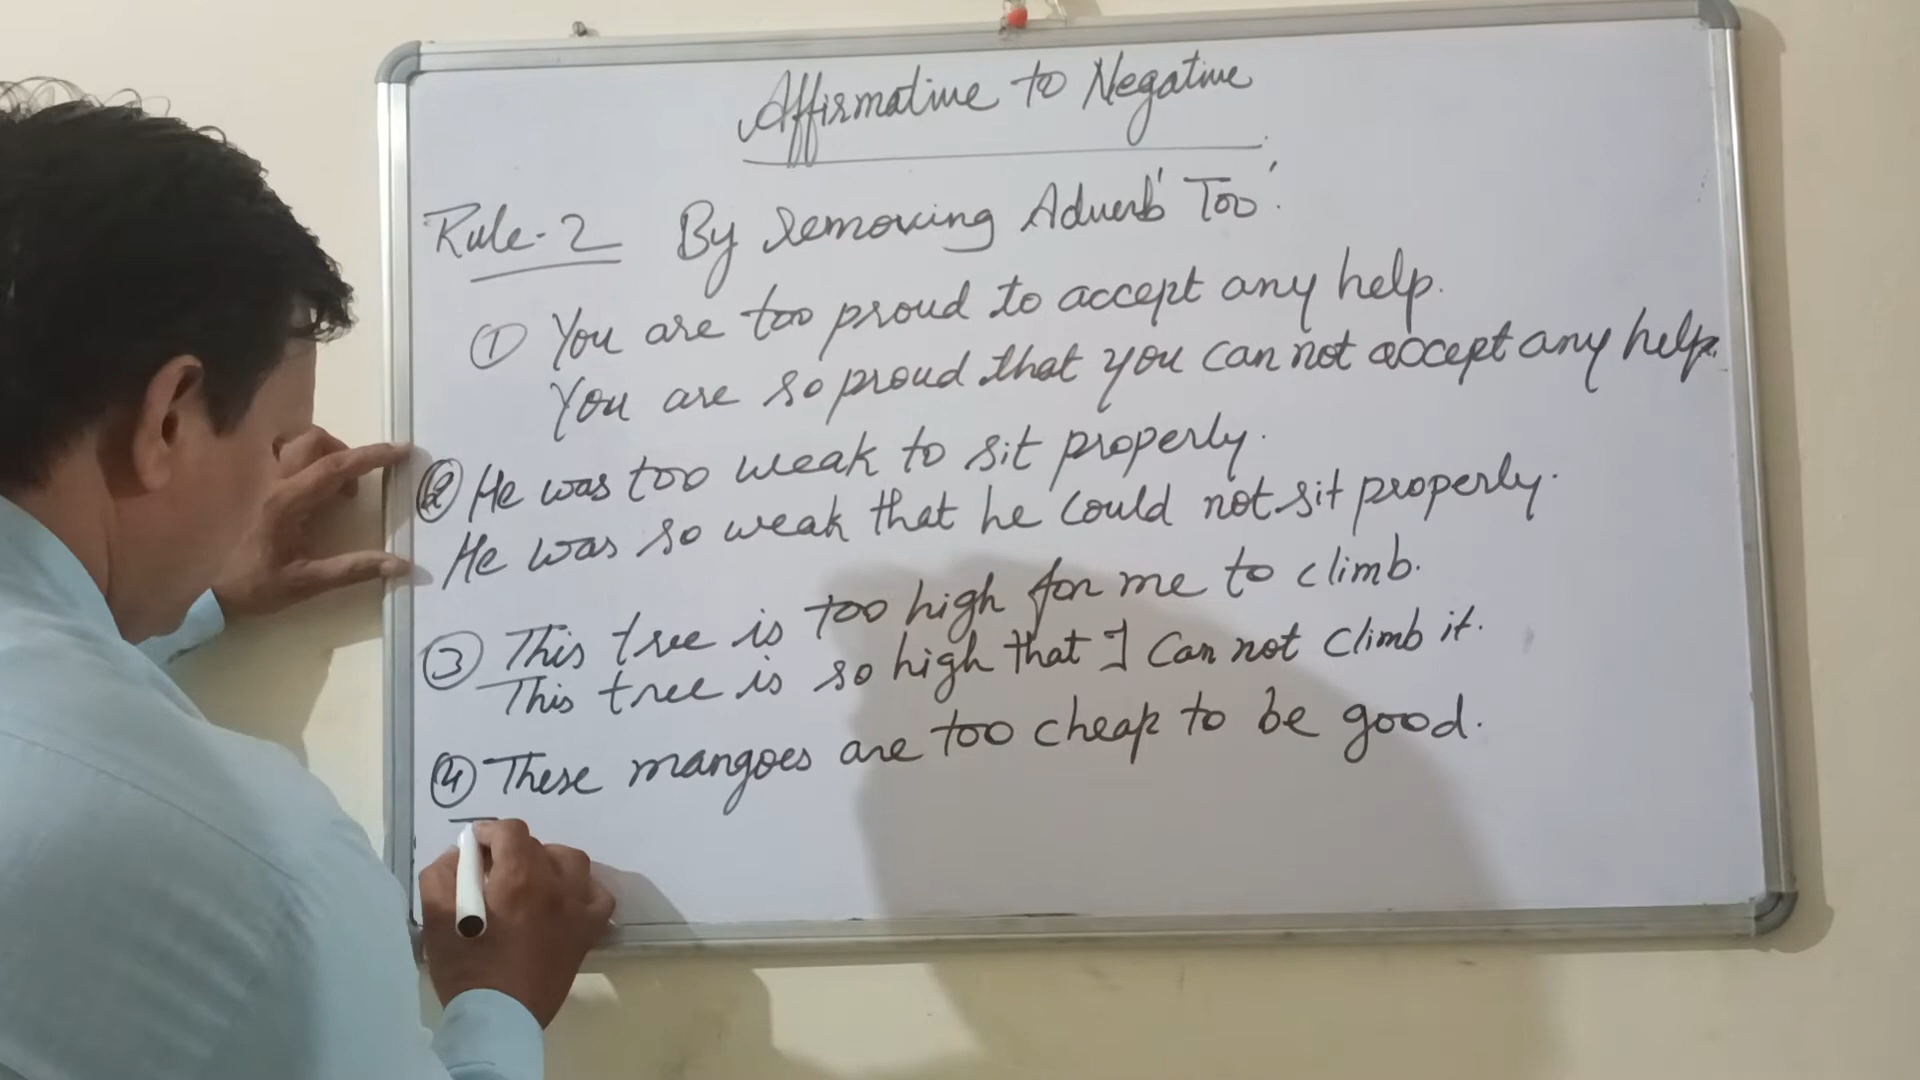 Affirmative to Negative
Rule-2 By removing Adverb 'Too'.
① You are too proud to accept any help.
You are so proud that you can not accept any help.
② He was too weak to sit properly.
He was so weak that he could not sit properly.
③ This tree is too high for me to climb.
This tree is so high that I can not climb it.
④ These mangoes are too cheap to be good.
T